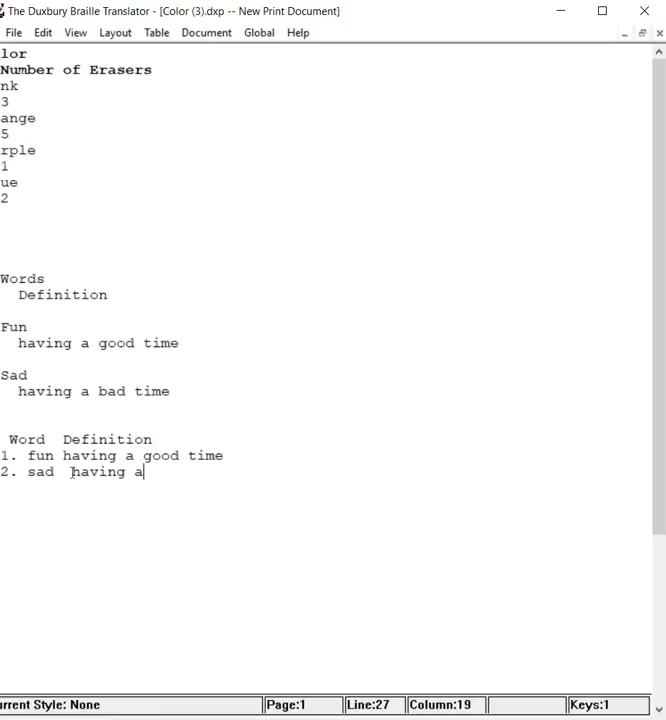 The Duxbury Braille Translator - [Color (3).dxp -- New Print Document]
File Edit View Layout Table Document Global Help
lor
Number of Erasers
nk
3
ange
5
rple
1
ue
2
Words
Definition
Fun
having a good time
Sad
having a bad time
Word Definition
1. fun having a good time
2. sad having a
urrent Style: None Page:1 Line:27 Column:19 Keys:1